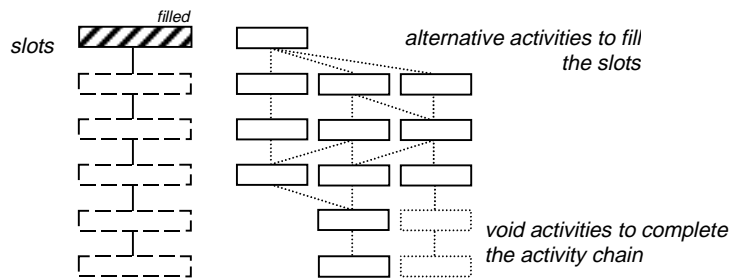 filled
slots
alternative activities to fill
the slots
void activities to complete
the activity chain